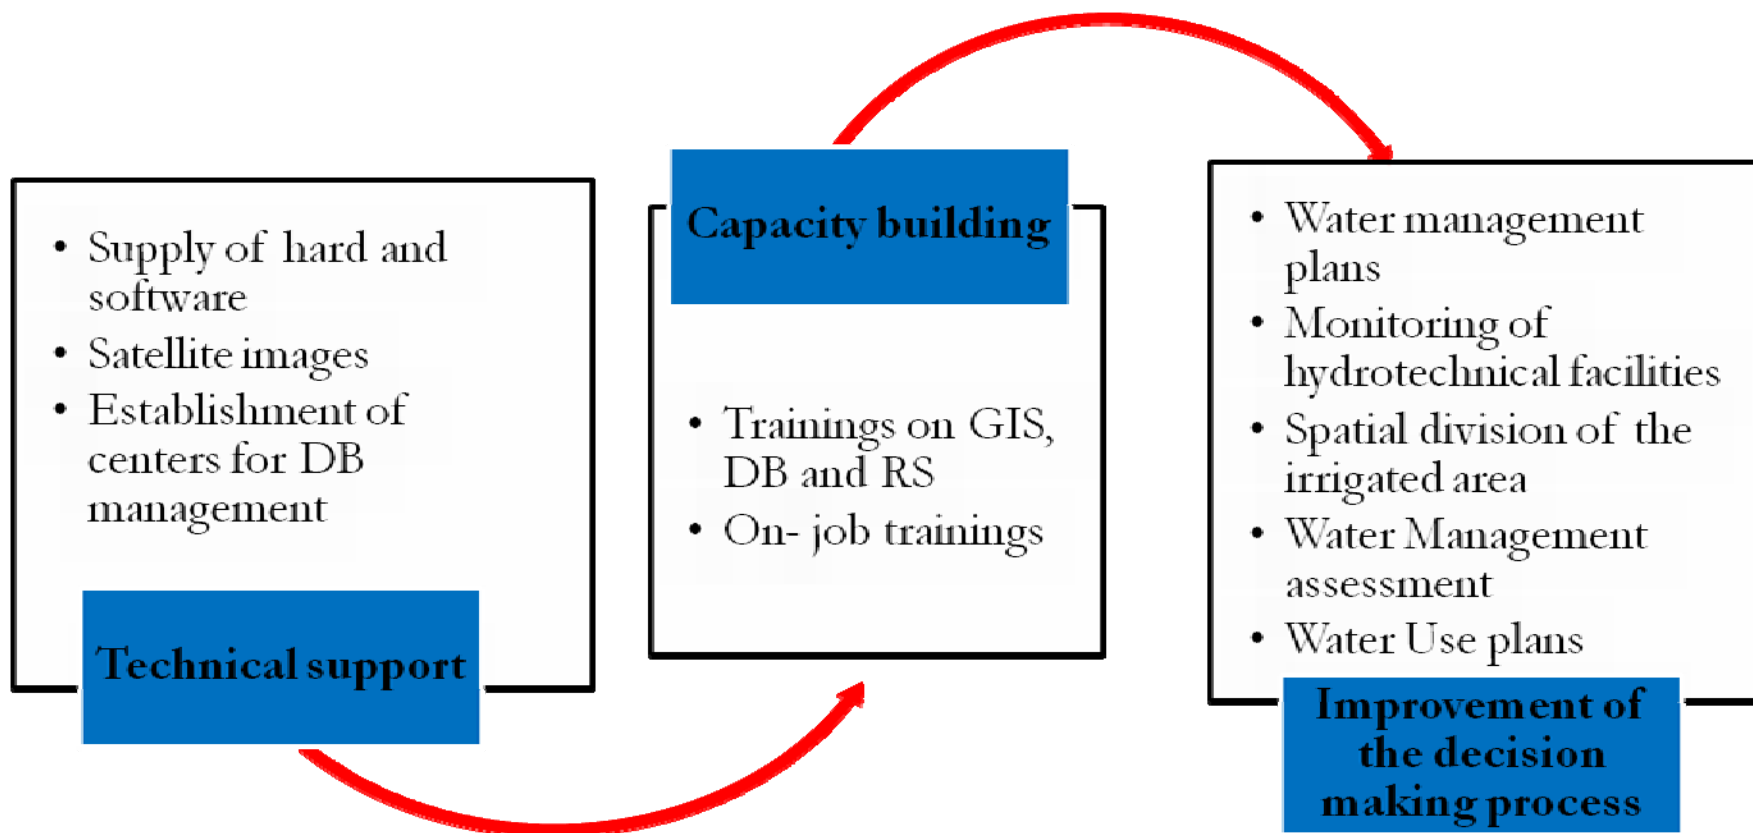 • Supply of hard and
software
• Satellite images
• Establishment of
centers for DB
management
Technical support
Capacity building
• Trainings on GIS,
DB and RS
• On- job trainings
• Water management
plans
• Monitoring of
hydrotechnical facilities
• Spatial division of the
irrigated area
• Water Management
assessment
• Water Use plans
Improvement of
the decision
making process